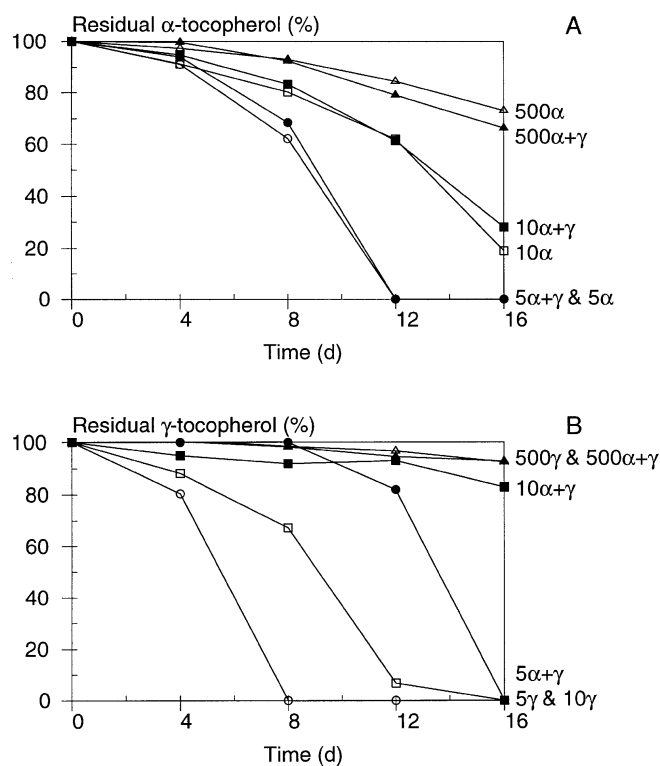 Residual α-tocopherol (%)
A
100
80
60
40
20
0
500α
500α+γ
10α+γ
10α
5α+γ & 5α
0 4 8 12 16
Time (d)
Residual γ-tocopherol (%)
B
100
80
60
40
20
0
500γ & 500α+γ
10α+γ
5α+γ
5γ & 10γ
0 4 8 12 16
Time (d)